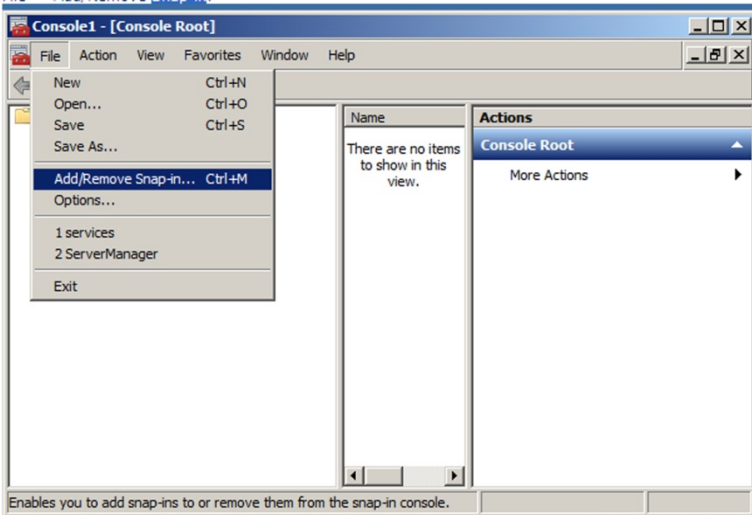 Console1 - [Console Root]
File Action View Favorites Window Help
New Ctrl+N
Open... Ctrl+O
Save Ctrl+S
Save As...
Add/Remove Snap-in... Ctrl+M
Options...
1 services
2 ServerManager
Exit
Name
There are no items
to show in this
view.
Actions
Console Root
More Actions
Enables you to add snap-ins to or remove them from the snap-in console.